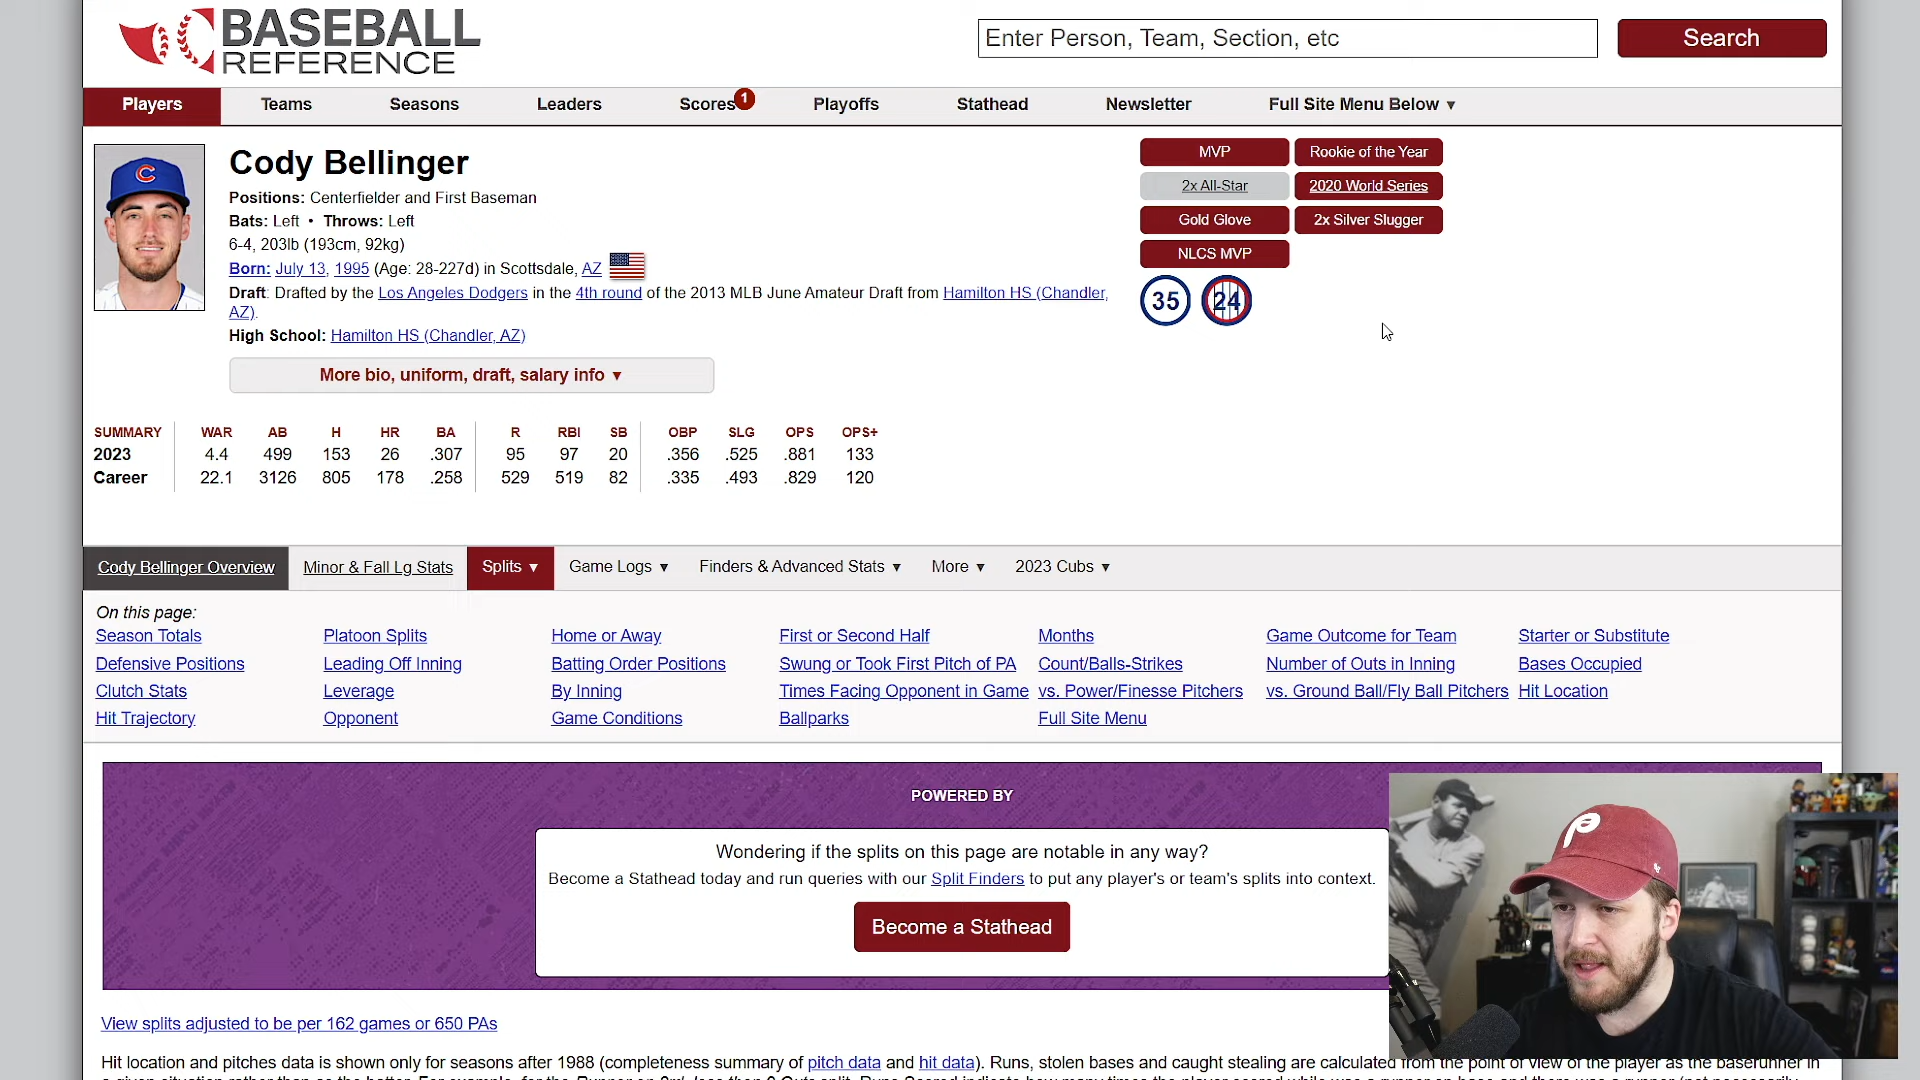 BASEBALL
REFERENCE
Enter Person, Team, Section, etc
Search
Players Teams Seasons Leaders Scores 1 Playoffs Stathead Newsletter Full Site Menu Below ▼
Cody Bellinger
Positions: Centerfielder and First Baseman
Bats: Left • Throws: Left
6-4, 203lb (193cm, 92kg)
Born: July 13, 1995 (Age: 28-227d) in Scottsdale, AZ
Draft: Drafted by the Los Angeles Dodgers in the 4th round of the 2013 MLB June Amateur Draft from Hamilton HS (Chandler,
AZ).
High School: Hamilton HS (Chandler, AZ)
More bio, uniform, draft, salary info ▼
MVP Rookie of the Year
2x All-Star 2020 World Series
Gold Glove 2x Silver Slugger
NLCS MVP
35 24
SUMMARY WAR AB H HR BA R RBI SB OBP SLG OPS OPS+
2023 4.4 499 153 26 .307 95 97 20 .356 .525 .881 133
Career 22.1 3126 805 178 .258 529 519 82 .335 .493 .829 120
Cody Bellinger Overview Minor & Fall Lg Stats Splits ▼ Game Logs ▼ Finders & Advanced Stats ▼ More ▼ 2023 Cubs ▼
On this page:
Season Totals Platoon Splits Home or Away First or Second Half Months Game Outcome for Team Starter or Substitute
Defensive Positions Leading Off Inning Batting Order Positions Swung or Took First Pitch of PA Count/Balls-Strikes Number of Outs in Inning Bases Occupied
Clutch Stats Leverage By Inning Times Facing Opponent in Game vs. Power/Finesse Pitchers vs. Ground Ball/Fly Ball Pitchers Hit Location
Hit Trajectory Opponent Game Conditions Ballparks Full Site Menu
POWERED BY
Wondering if the splits on this page are notable in any way?
Become a Stathead today and run queries with our Split Finders to put any player's or team's splits into context.
Become a Stathead
View splits adjusted to be per 162 games or 650 PAs
Hit location and pitches data is shown only for seasons after 1988 (completeness summary of pitch data and hit data). Runs, stolen bases and caught stealing are calculated from the point of view of the player as the baserunner in